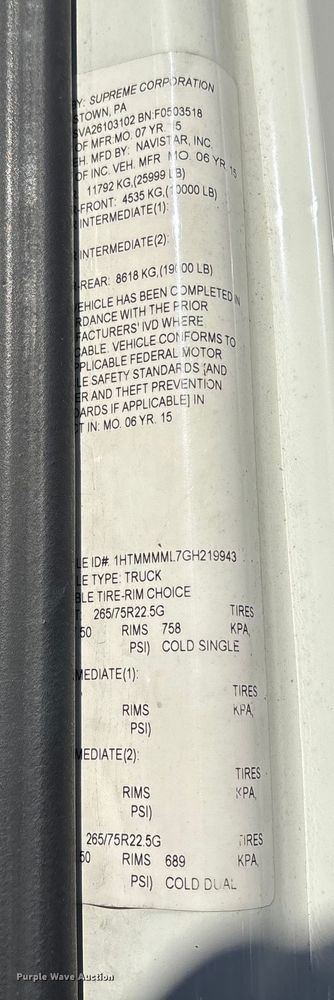 BY: SUPREME CORPORATION
STOWN, PA
SVA26103102 BN:F0503518
OF MFR:MO. 07 YR. 15
EH. MFD BY: NAVISTAR, INC.
OF INC. VEH. MFR MO. 06 YR 15
11792 KG,(25999 LB)
-FRONT: 4535 KG,(10000 LB)
INTERMEDIATE(1):
INTERMEDIATE(2):
-REAR: 8618 KG,(19000 LB)
VEHICLE HAS BEEN COMPLETED IN
RDANCE WITH THE PRIOR
FACTURERS' IVD WHERE
CABLE. VEHICLE CONFORMS TO
PPLICABLE FEDERAL MOTOR
LE SAFETY STANDARDS [AND
ER AND THEFT PREVENTION
DARDS IF APPLICABLE] IN
CT IN: MO. 06 YR. 15
LE ID#: 1HTMMMML7GH219943
LE TYPE: TRUCK
BLE TIRE-RIM CHOICE
T: 265/75R22.5G TIRES
50 RIMS 758 KPA,
PSI) COLD SINGLE
MEDIATE(1):
TIRES
RIMS KPA,
PSI)
MEDIATE(2):
TIRES
RIMS KPA,
PSI)
265/75R22.5G TIRES
50 RIMS 689 KPA,
PSI) COLD DUAL
Purple Wave Auction